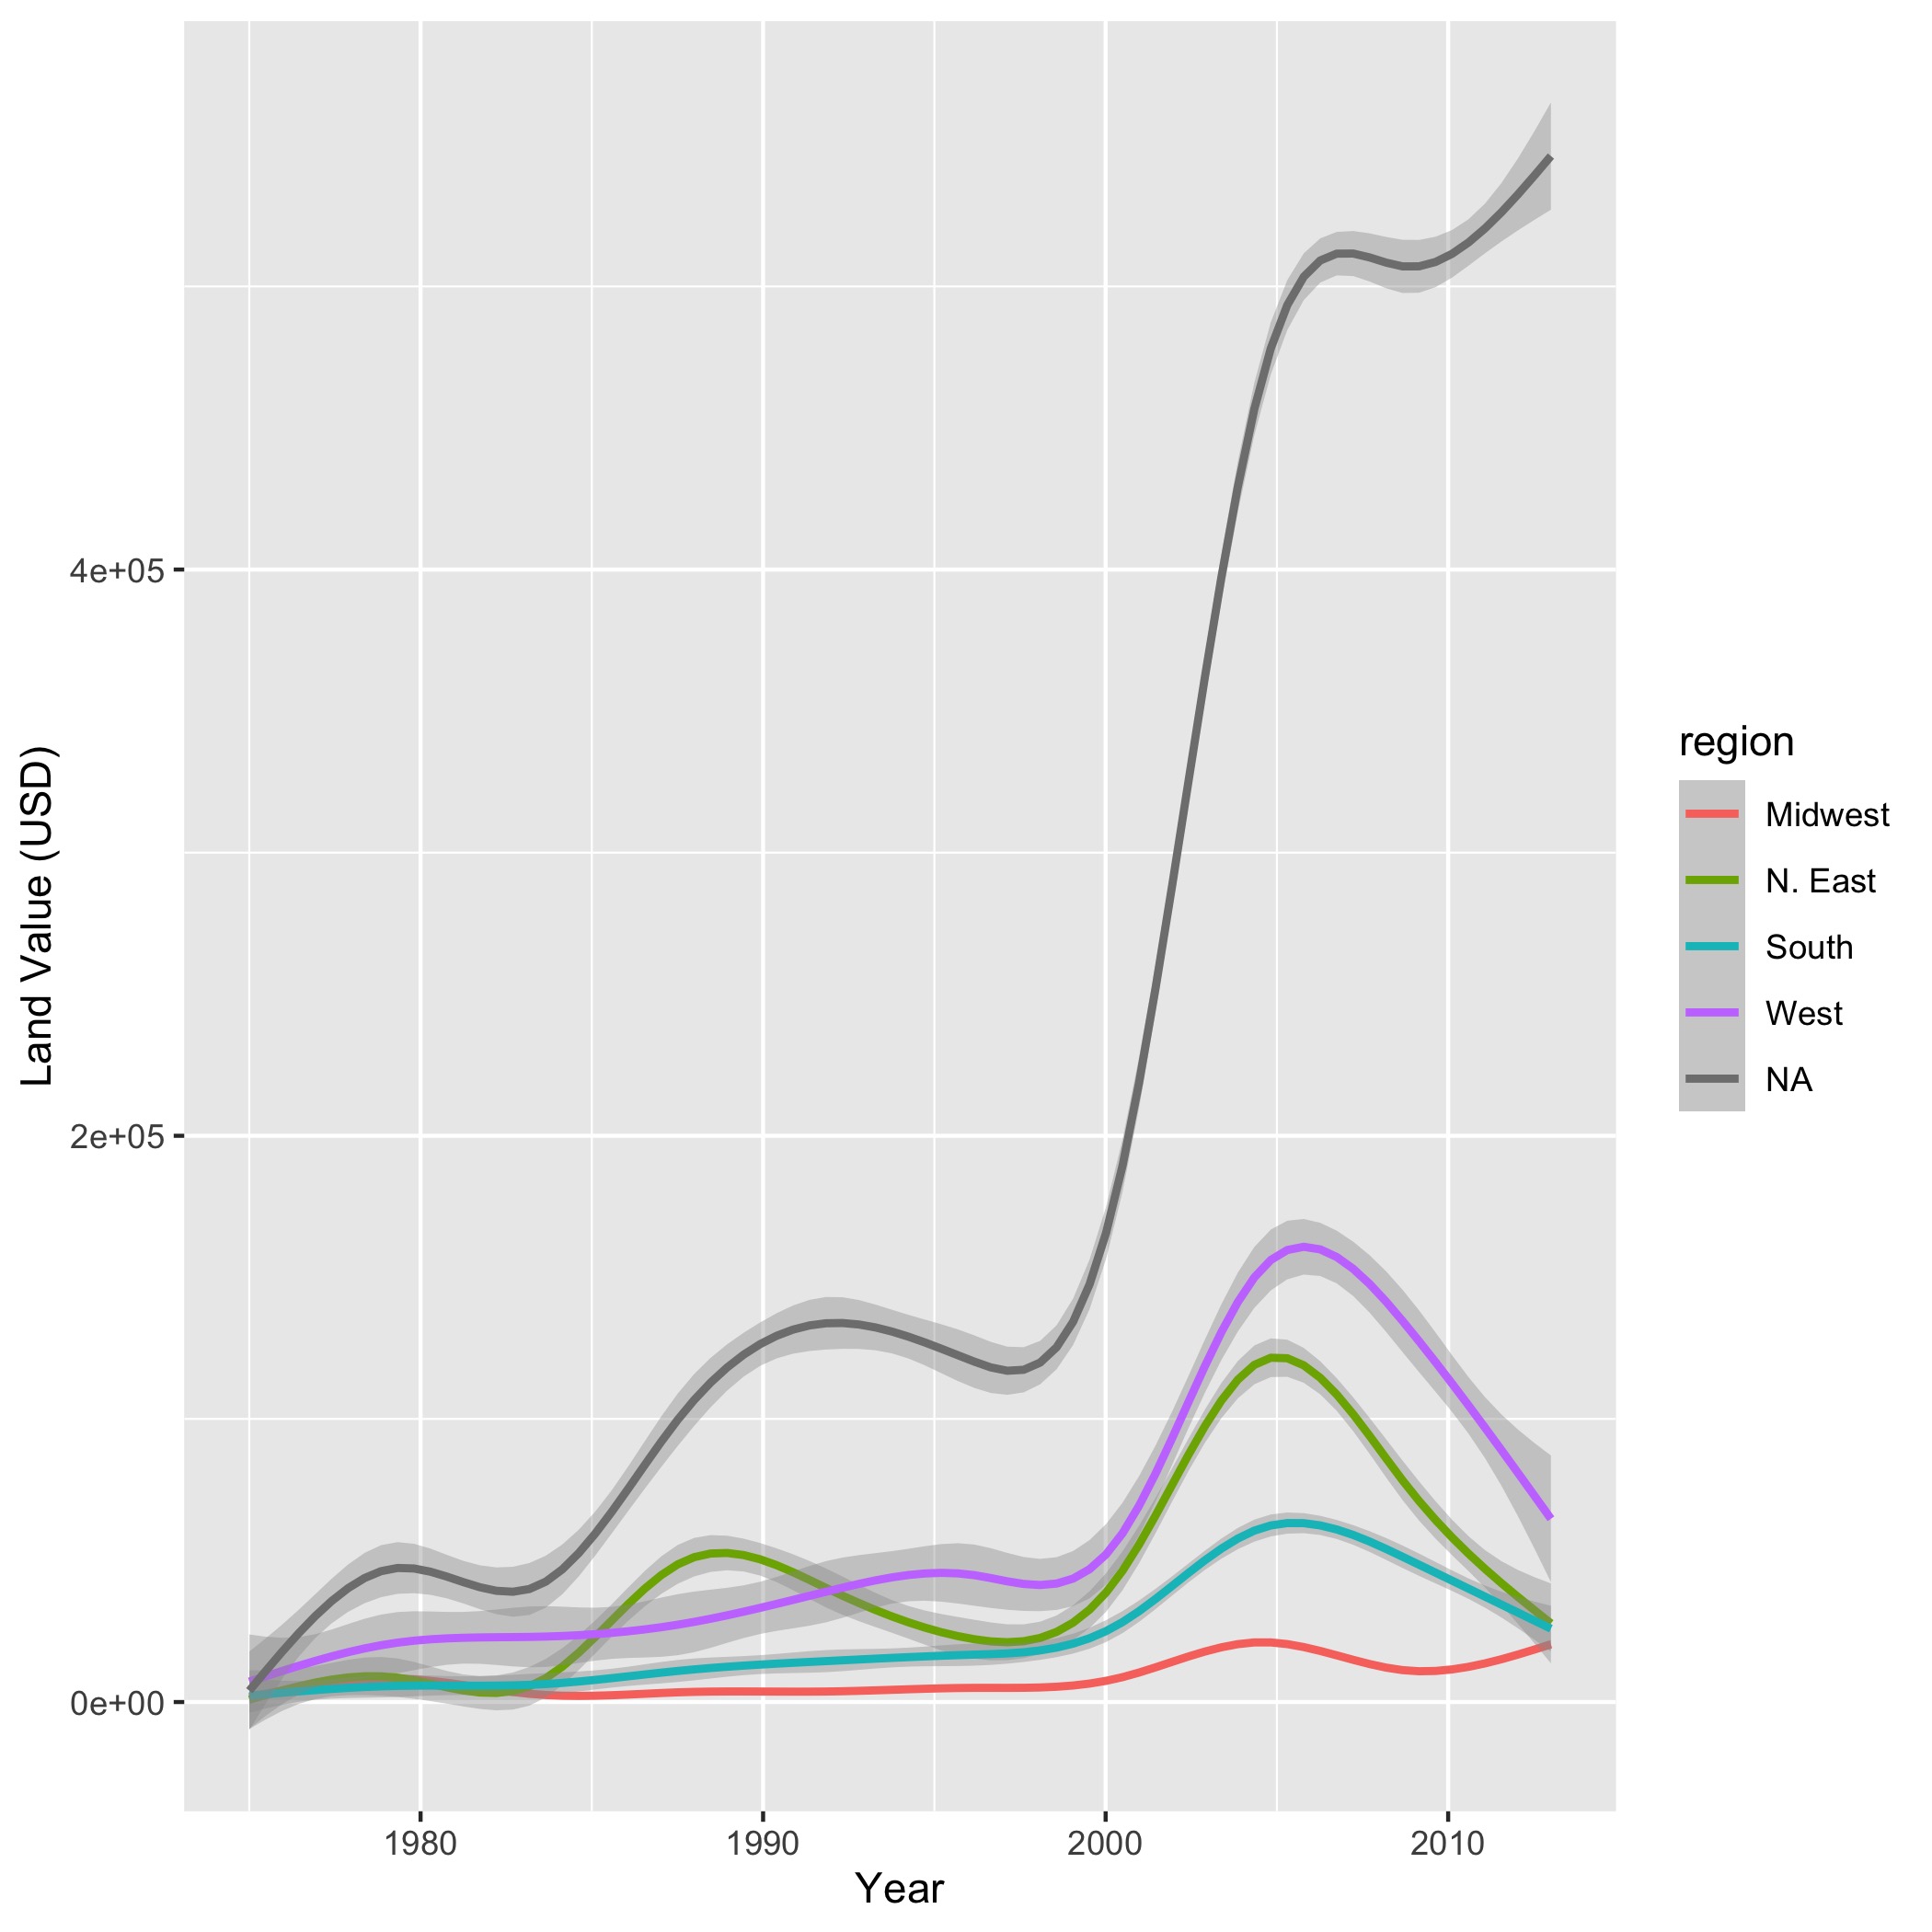 Land Value (USD)
4e+05
2e+05
0e+00
1980
1990
2000
2010
Year
region
Midwest
N. East
South
West
NA